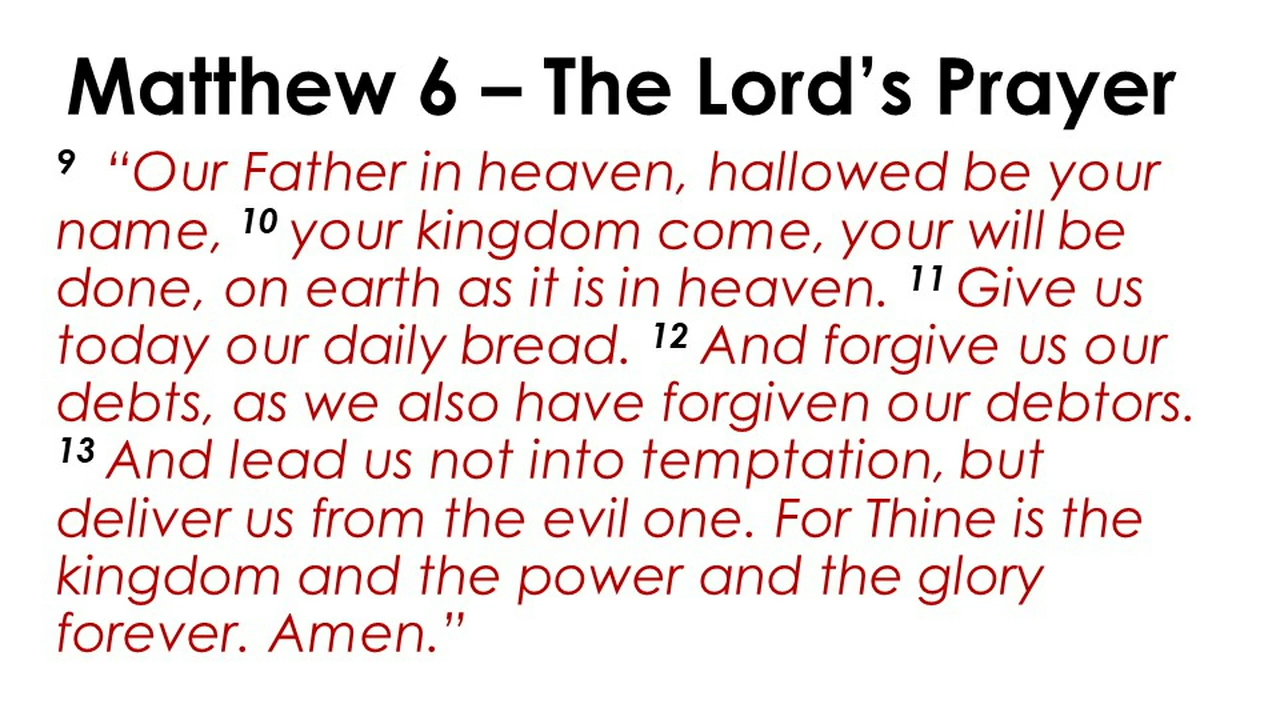 Matthew 6 – The Lord’s Prayer
9 “Our Father in heaven, hallowed be your
name, 10 your kingdom come, your will be
done, on earth as it is in heaven. 11 Give us
today our daily bread. 12 And forgive us our
debts, as we also have forgiven our debtors.
13 And lead us not into temptation, but
deliver us from the evil one. For Thine is the
kingdom and the power and the glory
forever. Amen.”